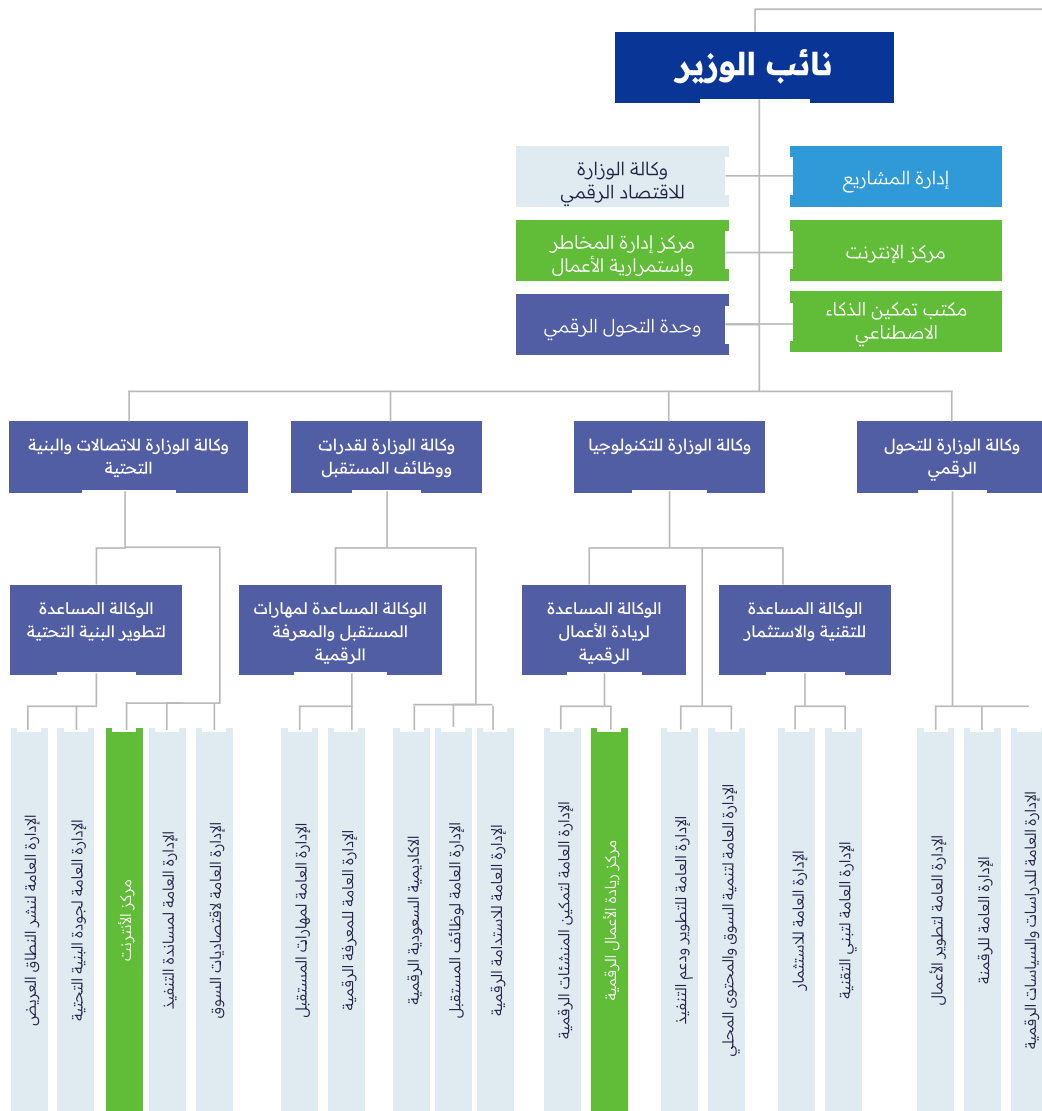 نائب الوزير
إدارة المشاريع
وكالة الوزارة
للاقتصاد الرقمي
مركز الإنترنت
مركز إدارة المخاطر
واستمرارية الأعمال
مكتب تمكين الذكاء
الاصطناعي
وحدة التحول الرقمي
وكالة الوزارة للتحول
الرقمي
وكالة الوزارة للتكنولوجيا
وكالة الوزارة لقدرات
ووظائف المستقبل
وكالة الوزارة للاتصالات والبنية
التحتية
الوكالة المساعدة
للتقنية والاستثمار
الوكالة المساعدة
لريادة الأعمال
الرقمية
الوكالة المساعدة لمهارات
المستقبل والمعرفة
الرقمية
الوكالة المساعدة
لتطوير البنية التحتية
الإدارة العامة للدراسات والسياسات الرقمية
الإدارة العامة للرقمنة
الإدارة العامة لتطوير الأعمال
الإدارة العامة لتبني التقنية
الإدارة العامة للاستثمار
الإدارة العامة لتنمية السوق والمحتوى المحلي
الإدارة العامة للتطوير ودعم التنفيذ
مركز ريادة الأعمال الرقمية
الإدارة العامة لتمكين المنشئات الرقمية
الإدارة العامة للاستدامة الرقمية
الإدارة العامة لوظائف المستقبل
الاكاديمية السعودية الرقمية
الإدارة العامة للمعرفة الرقمية
الإدارة العامة لمهارات المستقبل
الإدارة العامة لاقتصاديات السوق
الإدارة العامة لمساندة التنفيذ
مركز الأنترنت
الإدارة العامة لجودة البنية التحتية
الإدارة العامة لنشر النطاق العريض